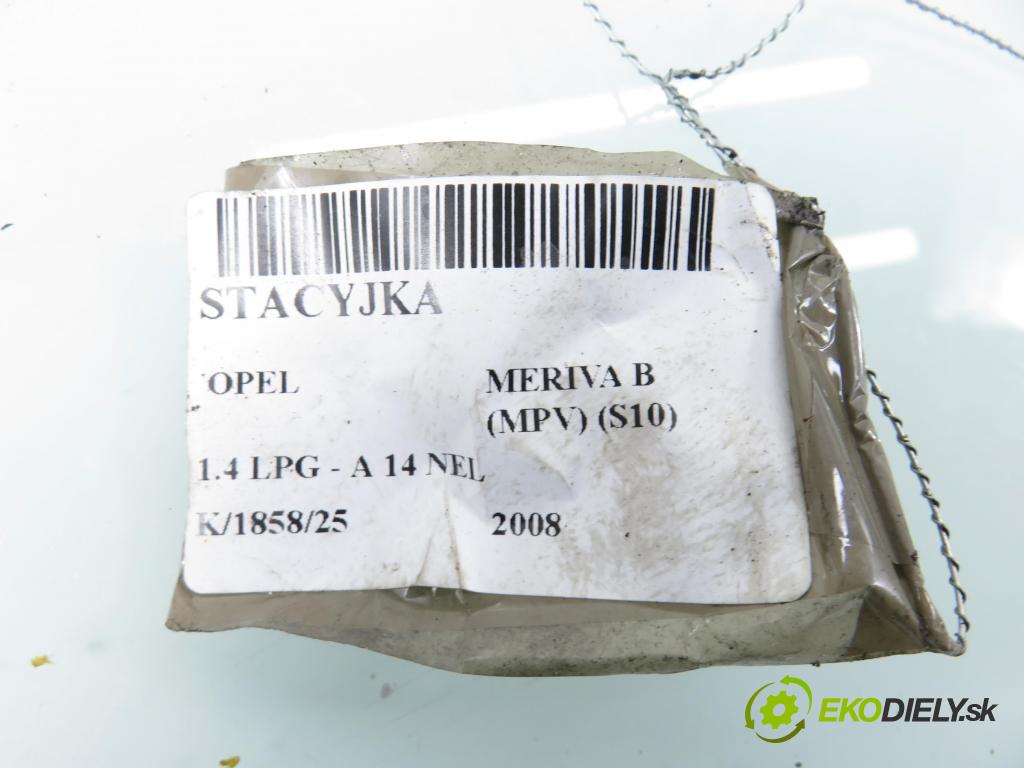 STACYJKA
OPEL MERIVA B
(MPV) (S10)
1.4 LPG - A 14 NEL
K/1858/25 2008
EKODIELY.sk